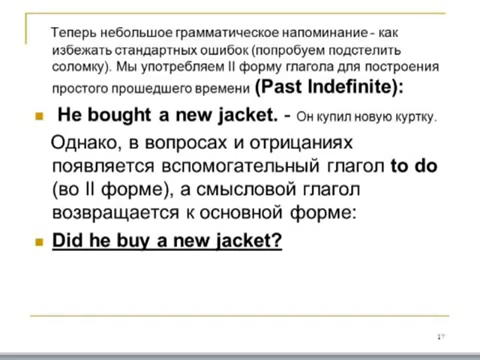 Теперь небольшое грамматическое напоминание - как
избежать стандартных ошибок (попробуем подстелить
соломку). Мы употребляем II форму глагола для построения
простого прошедшего времени (Past Indefinite):
He bought a new jacket. - Он купил новую куртку.
Однако, в вопросах и отрицаниях
появляется вспомогательный глагол to do
(во II форме), а смысловой глагол
возвращается к основной форме:
Did he buy a new jacket?
17